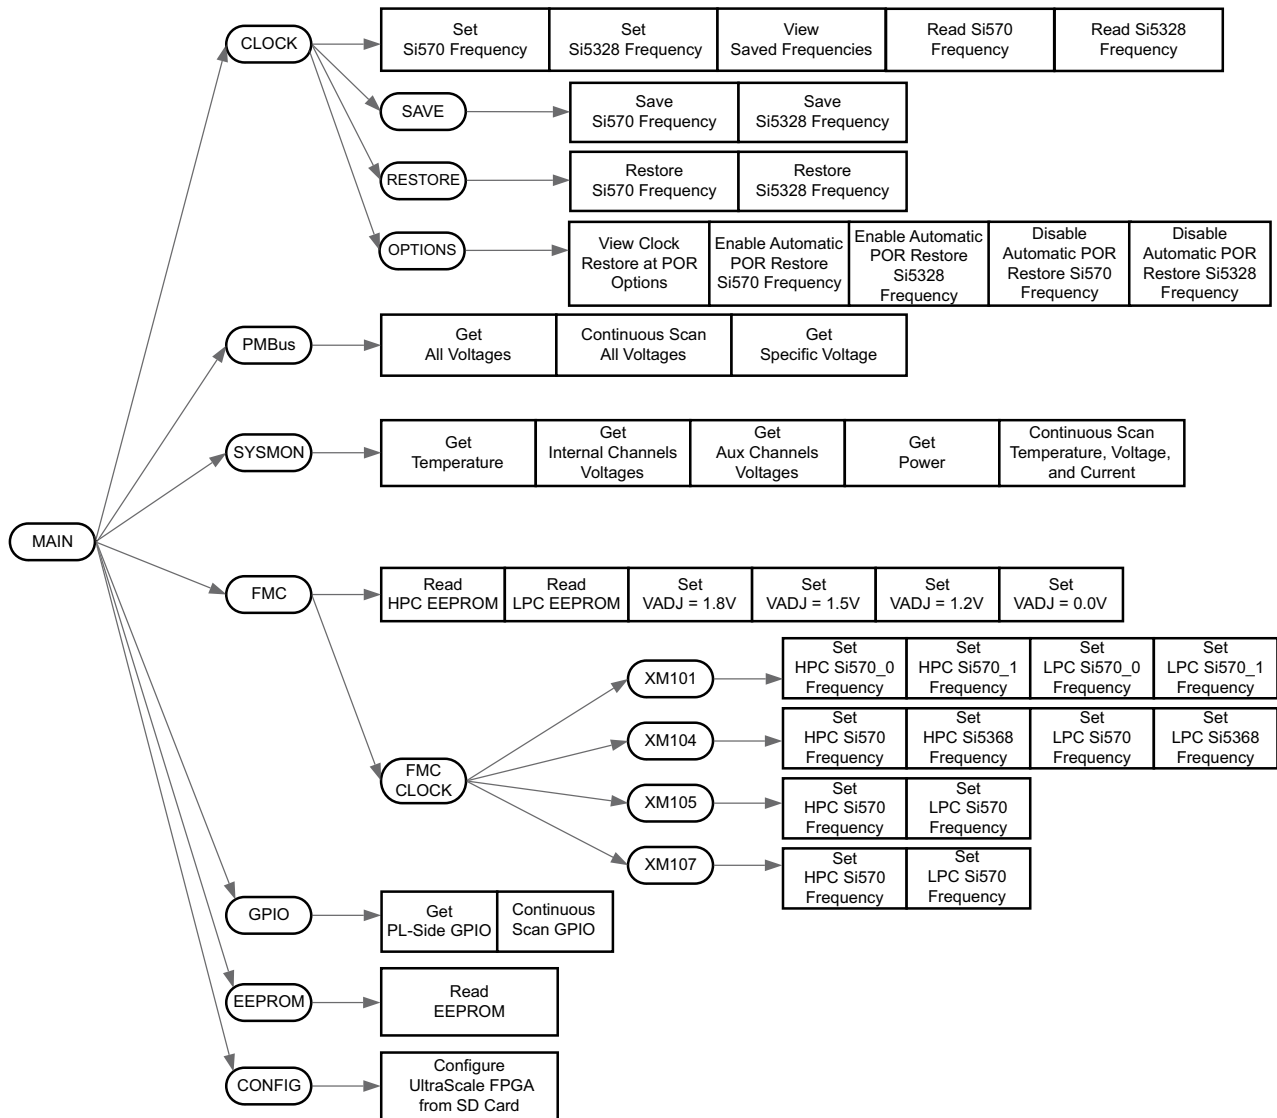 CLOCK
Set
Si570 Frequency
Set
Si5328 Frequency
View
Saved Frequencies
Read Si570
Frequency
Read Si5328
Frequency
SAVE
Save
Si570 Frequency
Save
Si5328 Frequency
RESTORE
Restore
Si570 Frequency
Restore
Si5328 Frequency
OPTIONS
View Clock
Restore at POR
Options
Enable Automatic
POR Restore
Si570 Frequency
Enable Automatic
POR Restore
Si5328
Frequency
Disable
Automatic POR
Restore Si570
Frequency
Disable
Automatic POR
Restore Si5328
Frequency
PMBus
Get
All Voltages
Continuous Scan
All Voltages
Get
Specific Voltage
SYSMON
Get
Temperature
Get
Internal Channels
Voltages
Get
Aux Channels
Voltages
Get
Power
Continuous Scan
Temperature, Voltage,
and Current
MAIN
FMC
Read
HPC EEPROM
Read
LPC EEPROM
Set
VADJ = 1.8V
Set
VADJ = 1.5V
Set
VADJ = 1.2V
Set
VADJ = 0.0V
FMC
CLOCK
XM101
Set
HPC Si570_0
Frequency
Set
HPC Si570_1
Frequency
Set
LPC Si570_0
Frequency
Set
LPC Si570_1
Frequency
XM104
Set
HPC Si570
Frequency
Set
HPC Si5368
Frequency
Set
LPC Si570
Frequency
Set
LPC Si5368
Frequency
XM105
Set
HPC Si570
Frequency
Set
LPC Si570
Frequency
XM107
Set
HPC Si570
Frequency
Set
LPC Si570
Frequency
GPIO
Get
PL-Side GPIO
Continuous
Scan GPIO
EEPROM
Read
EEPROM
CONFIG
Configure
UltraScale FPGA
from SD Card